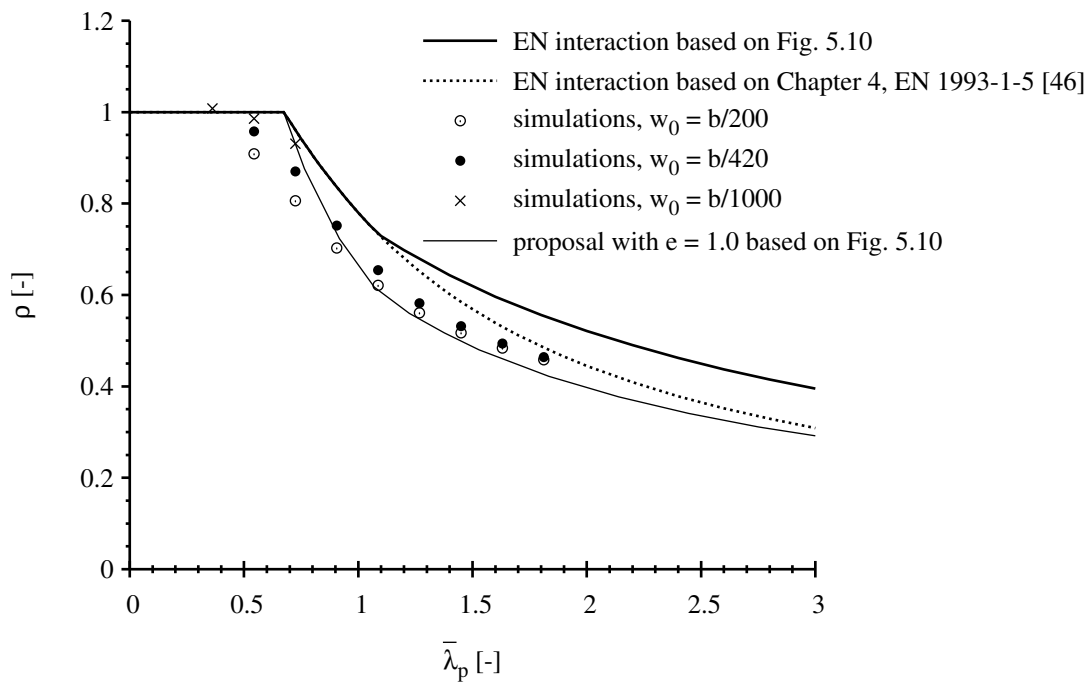 1.2
1
0.8
0.6
0.4
0.2
0
ρ [-]
EN interaction based on Fig. 5.10
EN interaction based on Chapter 4, EN 1993-1-5 [46]
simulations, w₀ = b/200
simulations, w₀ = b/420
simulations, w₀ = b/1000
proposal with e = 1.0 based on Fig. 5.10
0 0.5 1 1.5 2 2.5 3
λ̅ₚ [-]